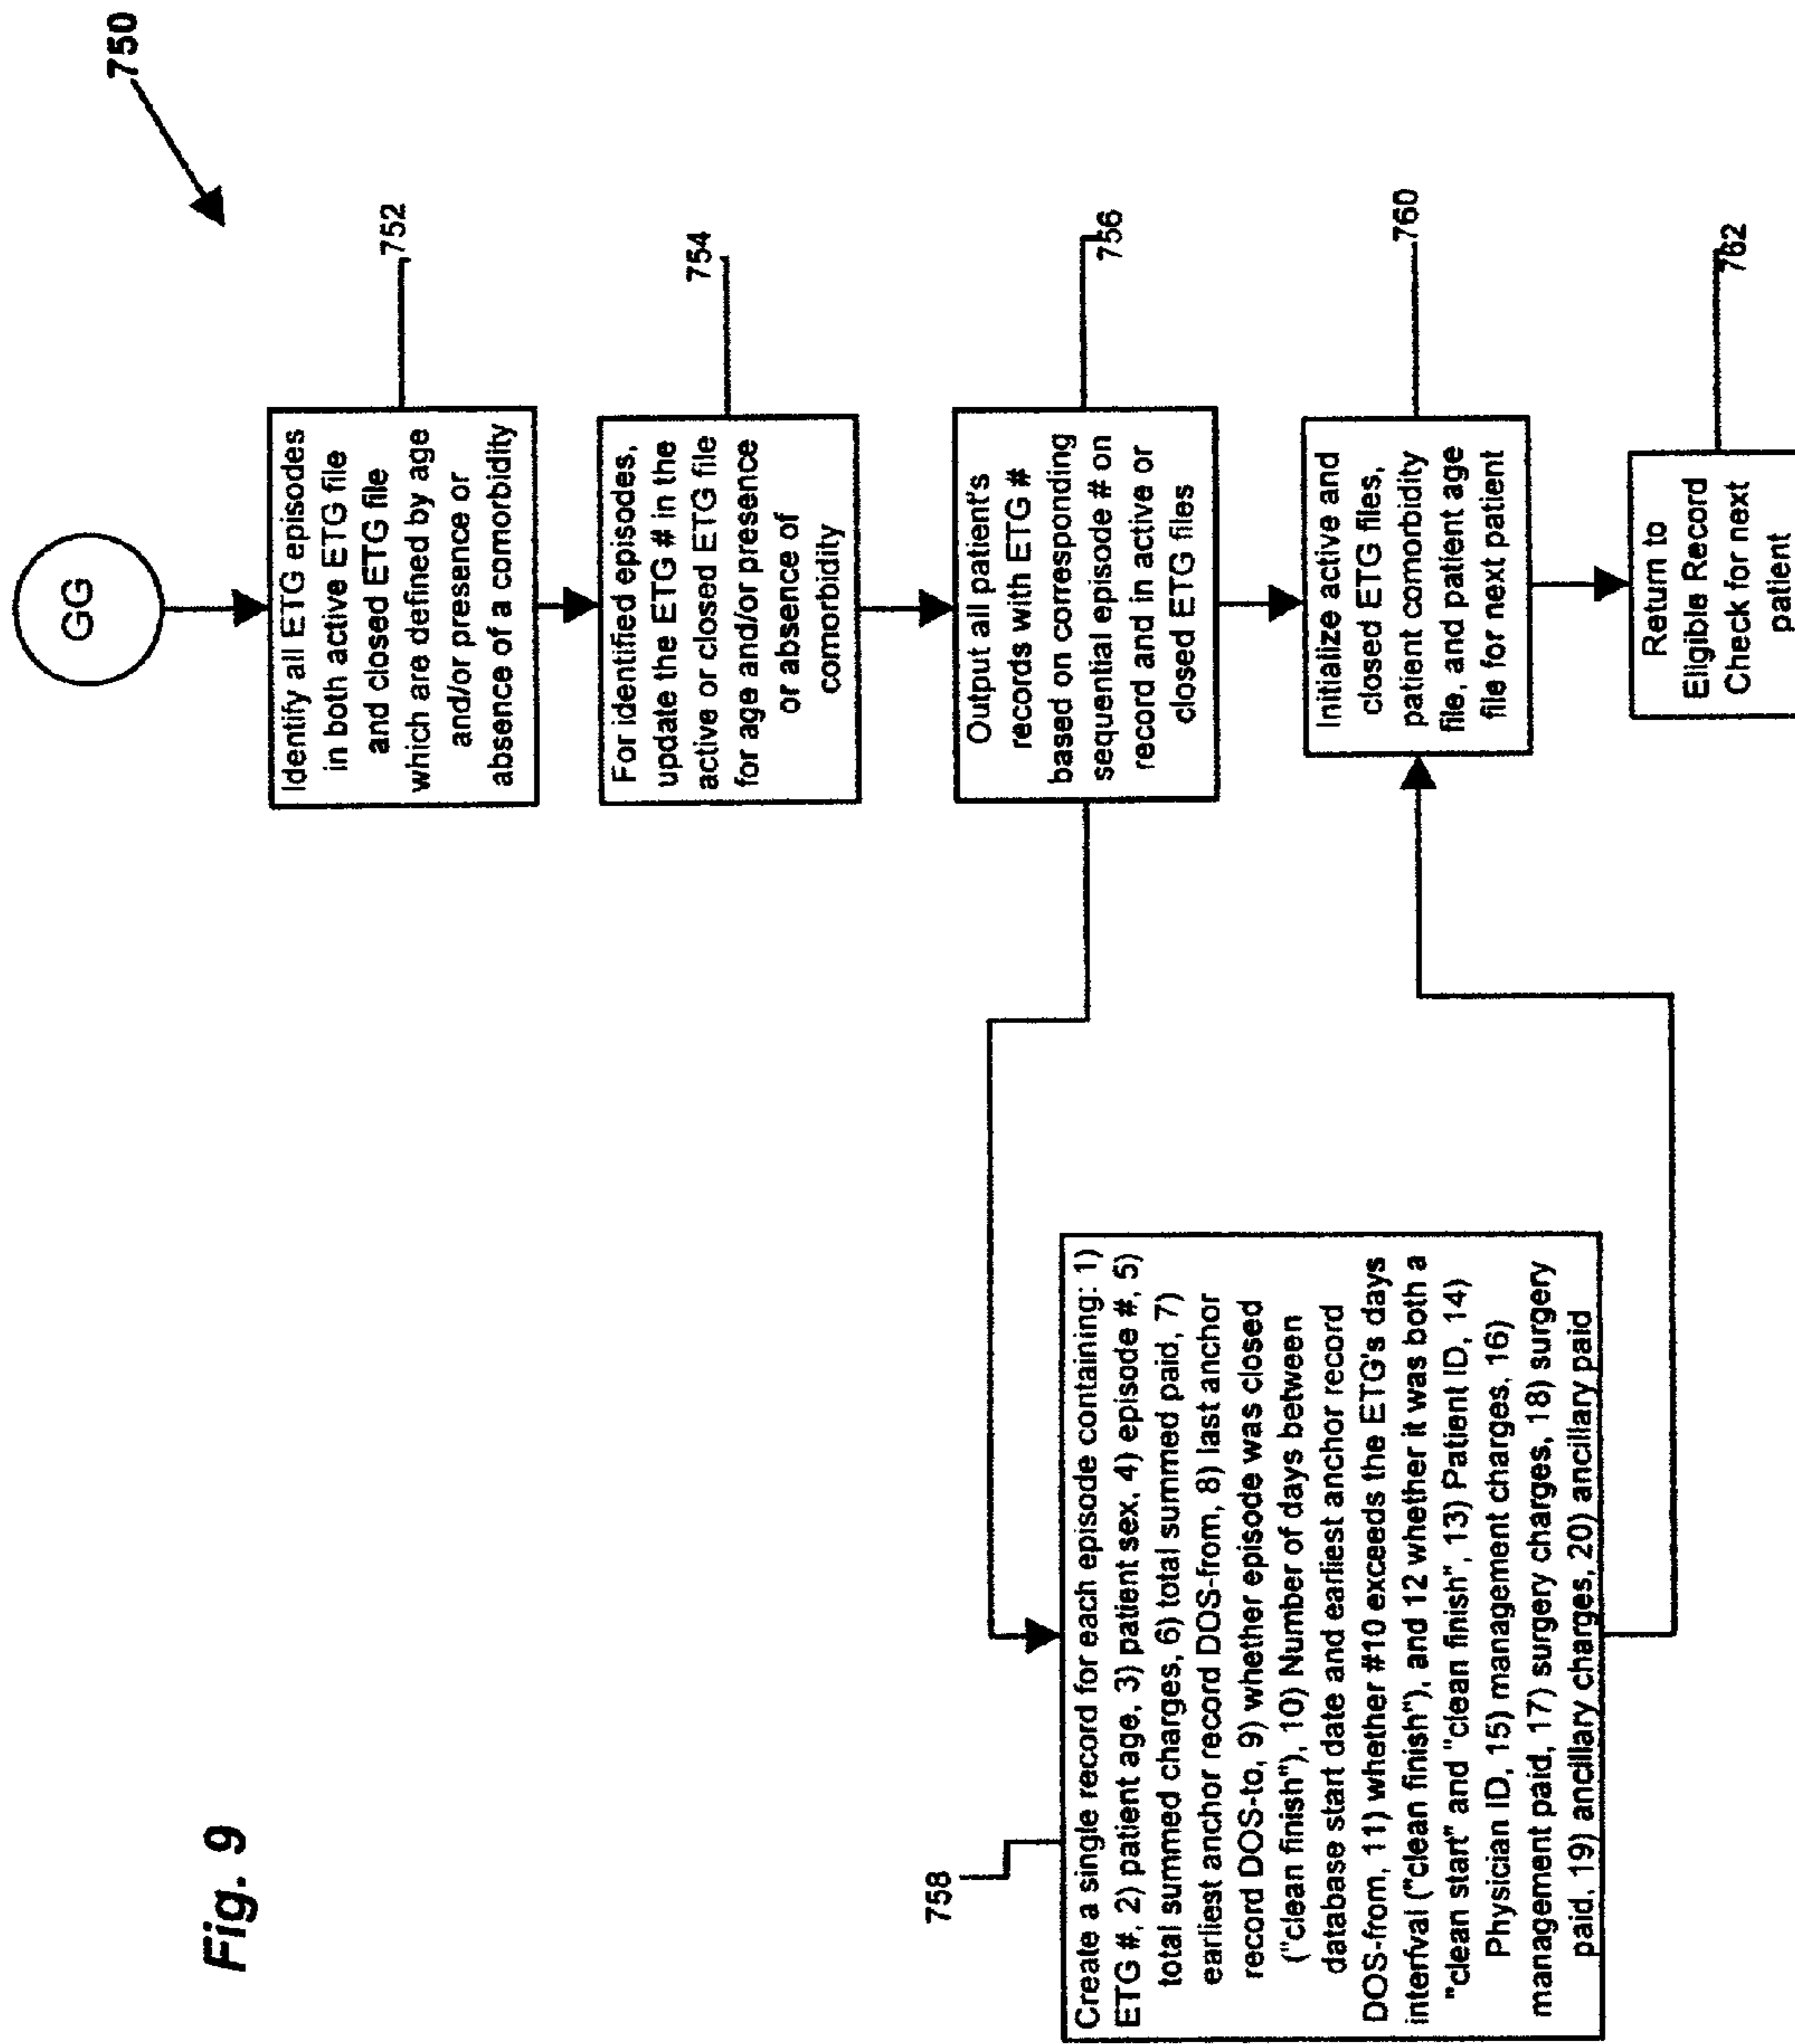 Fig. 9
750
GG
Identify all ETG episodes
in both active ETG file
and closed ETG file
which are defined by age
and/or presence or
absence of a comorbidity
752
For identified episodes,
update the ETG # in the
active or closed ETG file
for age and/or presence
or absence of
comorbidity
754
Output all patient's
records with ETG #
based on corresponding
sequential episode # on
record and in active or
closed ETG files
756
758
Create a single record for each episode containing: 1)
ETG #, 2) patient age, 3) patient sex, 4) episode #, 5)
total summed charges, 6) total summed paid, 7)
earliest anchor record DOS-from, 8) last anchor
record DOS-to, 9) whether episode was closed
("clean finish"), 10) Number of days between
database start date and earliest anchor record
DOS-from, 11) whether #10 exceeds the ETG's days
interfval ("clean finish"), and 12 whether it was both a
"clean start" and "clean finish", 13) Patient ID, 14)
Physician ID, 15) management charges, 16)
management paid, 17) surgery charges, 18) surgery
paid, 19) ancillary charges, 20) ancillary paid
Initialize active and
closed ETG files,
patient comorbidity
file, and patient age
file for next patient
760
Return to
Eligible Record
Check for next
patient
762